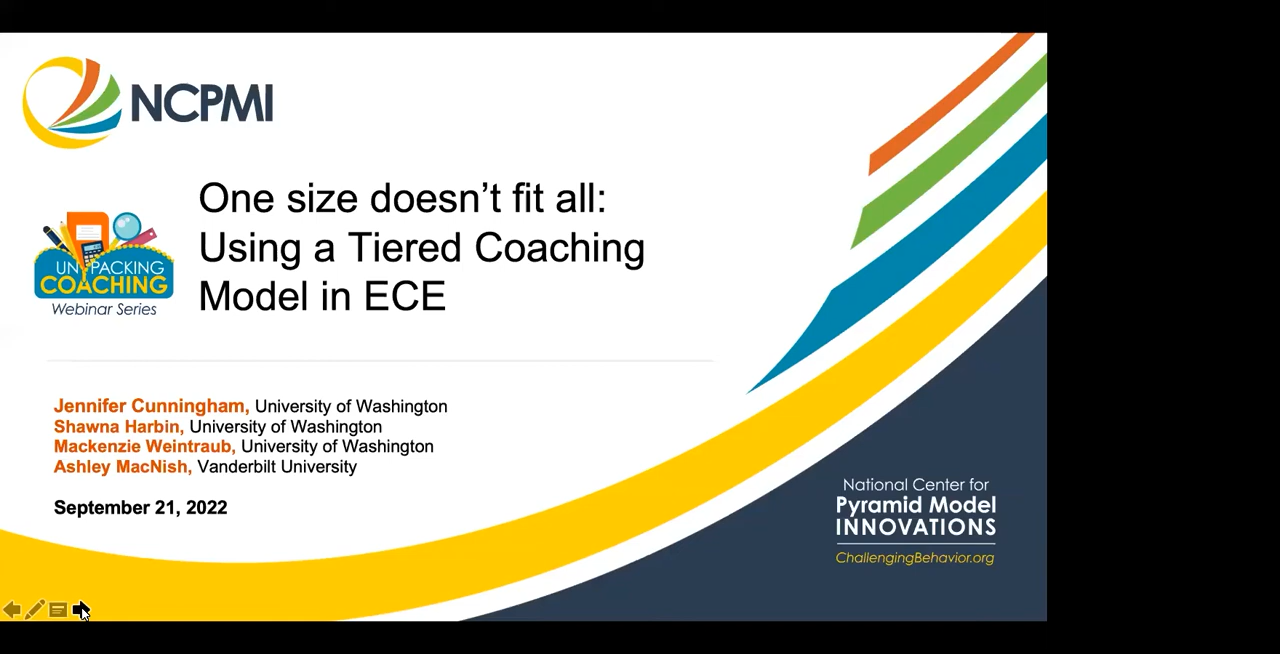 NCPMI
One size doesn’t fit all:
Using a Tiered Coaching
Model in ECE
UN PACKING
COACHING
Webinar Series
Jennifer Cunningham, University of Washington
Shawna Harbin, University of Washington
Mackenzie Weintraub, University of Washington
Ashley MacNish, Vanderbilt University
September 21, 2022
National Center for
Pyramid Model
INNOVATIONS
ChallengingBehavior.org